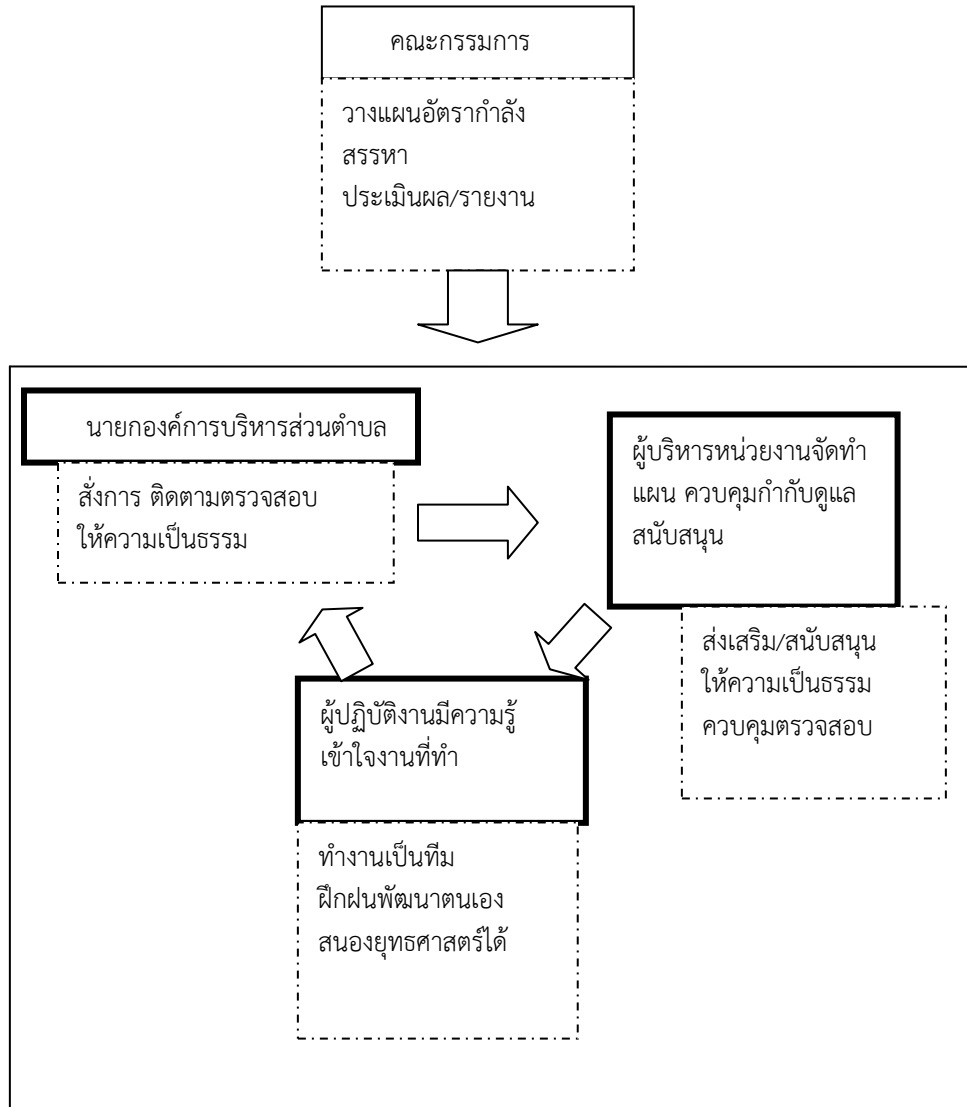 คณะกรรมการ
วางแผนอัตรากำลัง
สรรหา
ประเมินผล/รายงาน
นายกองค์การบริหารส่วนตำบล
สั่งการ ติดตามตรวจสอบ
ให้ความเป็นธรรม
ผู้บริหารหน่วยงานจัดทำ
แผน ควบคุมกำกับดูแล
สนับสนุน
ส่งเสริม/สนับสนุน
ให้ความเป็นธรรม
ควบคุมตรวจสอบ
ผู้ปฏิบัติงานมีความรู้
เข้าใจงานที่ทำ
ทำงานเป็นทีม
ฝึกฝนพัฒนาตนเอง
สนองยุทธศาสตร์ได้